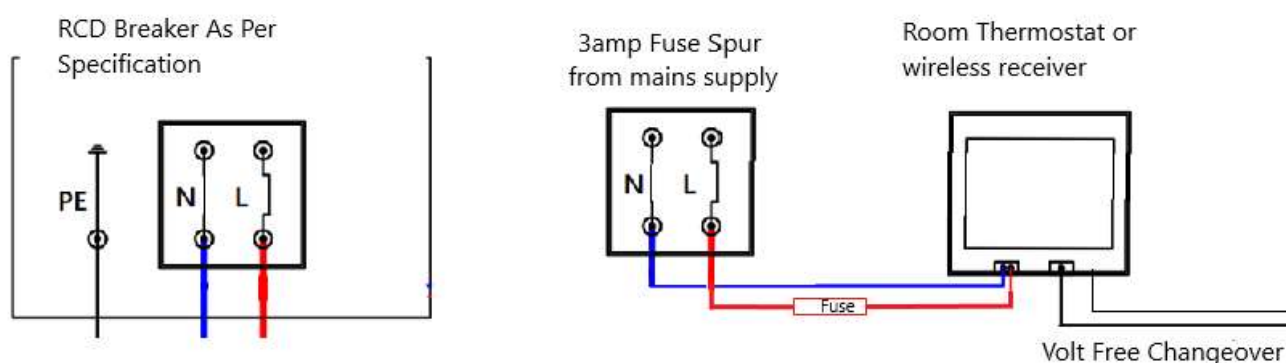 RCD Breaker As Per
Specification
3amp Fuse Spur
from mains supply
Room Thermostat or
wireless receiver
PE
N
L
N
L
Fuse
Volt Free Changeover